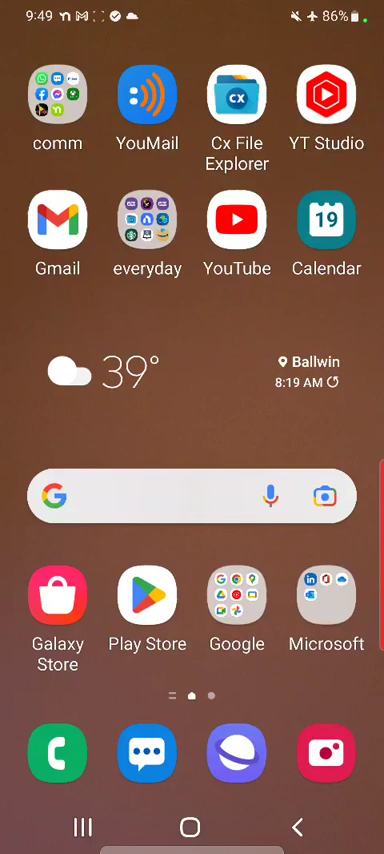 9:49
86%
comm
YouMail
Cx File Explorer
YT Studio
CX
Gmail
everyday
YouTube
19
Calendar
39°
Ballwin
8:19 AM
Galaxy Store
Play Store
Google
Microsoft